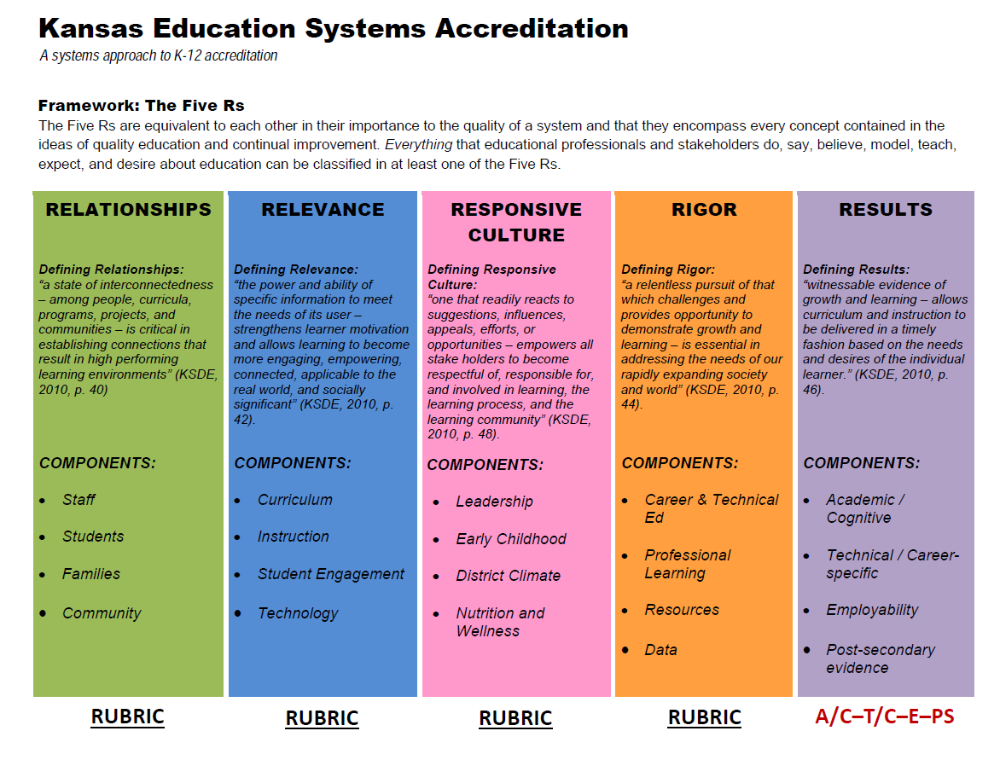 Kansas Education Systems Accreditation
A systems approach to K-12 accreditation
Framework: The Five Rs
The Five Rs are equivalent to each other in their importance to the quality of a system and that they encompass every concept contained in the
ideas of quality education and continual improvement. Everything that educational professionals and stakeholders do, say, believe, model, teach,
expect, and desire about education can be classified in at least one of the Five Rs.
RELATIONSHIPS
Defining Relationships:
“a state of interconnectedness
– among people, curricula,
programs, projects, and
communities – is critical in
establishing connections that
result in high performing
learning environments” (KSDE,
2010, p. 40)
COMPONENTS:
• Staff
• Students
• Families
• Community
RUBRIC
RELEVANCE
Defining Relevance:
“the power and ability of
specific information to meet
the needs of its user –
strengthens learner motivation
and allows learning to become
more engaging, empowering,
connected, applicable to the
real world, and socially
significant” (KSDE, 2010, p.
42).
COMPONENTS:
• Curriculum
• Instruction
• Student Engagement
• Technology
RUBRIC
RESPONSIVE
CULTURE
Defining Responsive
Culture:
“one that readily reacts to
suggestions, influences,
appeals, efforts, or
opportunities – empowers all
stake holders to become
respectful of, responsible for,
and involved in learning, the
learning process, and the
learning community” (KSDE,
2010, p. 48).
COMPONENTS:
• Leadership
• Early Childhood
• District Climate
• Nutrition and
Wellness
RUBRIC
RIGOR
Defining Rigor:
“a relentless pursuit of that
which challenges and
provides opportunity to
demonstrate growth and
learning – is essential in
addressing the needs of our
rapidly expanding society
and world” (KSDE, 2010, p.
44).
COMPONENTS:
• Career & Technical
Ed
• Professional
Learning
• Resources
• Data
RUBRIC
RESULTS
Defining Results:
“witnessable evidence of
growth and learning – allows
curriculum and instruction to
be delivered in a timely
fashion based on the needs
and desires of the individual
learner.” (KSDE, 2010, p.
46).
COMPONENTS:
• Academic /
Cognitive
• Technical / Career-
specific
• Employability
• Post-secondary
evidence
A/C–T/C–E–PS